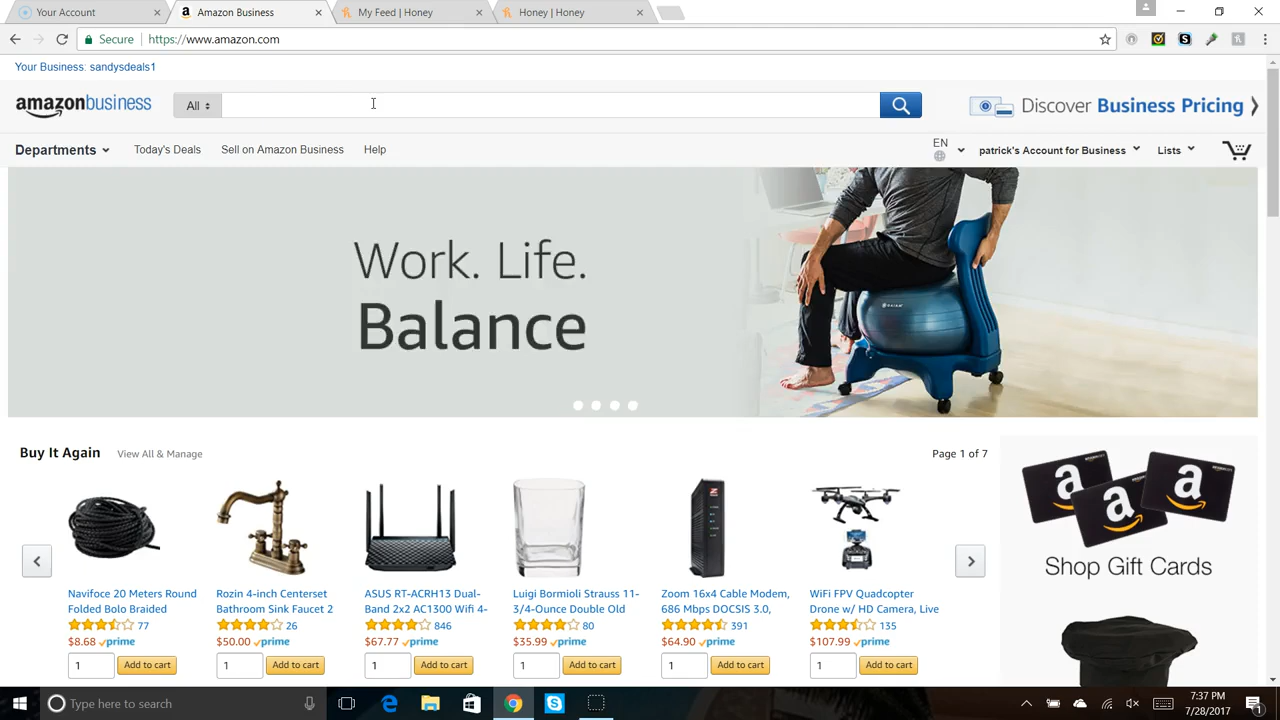 Your Account
Amazon Business
My Feed | Honey
Honey | Honey
Secure
https://www.amazon.com
Your Business: sandysdeals1
amazonbusiness
All
Discover Business Pricing
Departments
Today's Deals
Sell on Amazon Business
Help
EN
patrick's Account for Business
Lists
Work. Life.
Balance
Buy It Again
View All & Manage
Page 1 of 7
Navifoce 20 Meters Round
Folded Bolo Braided
77
$8.68 prime
1
Add to cart
Rozin 4-inch Centerset
Bathroom Sink Faucet 2
26
$50.00 prime
1
Add to cart
ASUS RT-ACRH13 Dual-
Band 2x2 AC1300 Wifi 4-
846
$67.77 prime
1
Add to cart
Luigi Bormioli Strauss 11-
3/4-Ounce Double Old
80
$35.99 prime
1
Add to cart
Zoom 16x4 Cable Modem,
686 Mbps DOCSIS 3.0,
391
$64.90 prime
1
Add to cart
WiFi FPV Quadcopter
Drone w/ HD Camera, Live
135
$107.99 prime
1
Add to cart
Shop Gift Cards
Type here to search
7:37 PM
7/28/2017
1